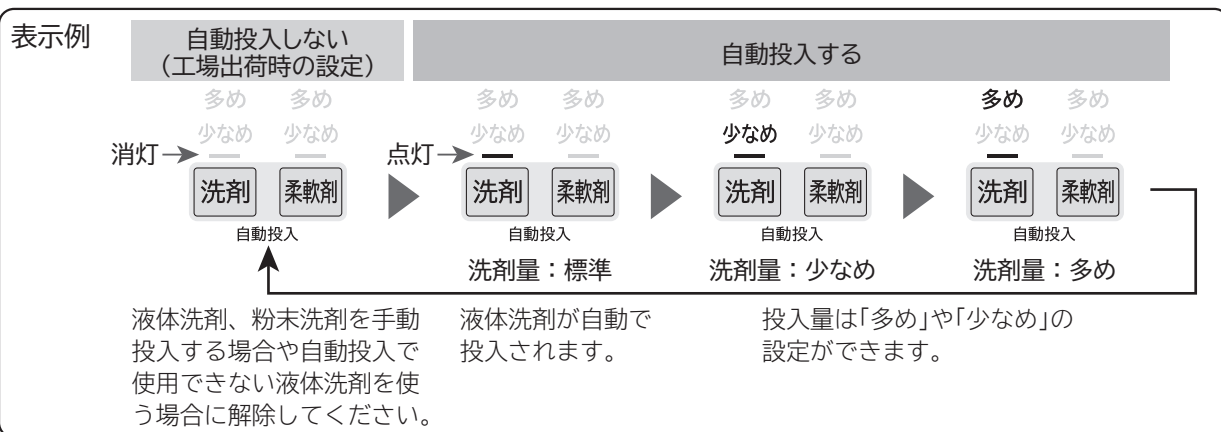 表示例
自動投入しない
（工場出荷時の設定）
自動投入する
多め 多め
少なめ 少なめ
消灯
洗剤 柔軟剤
自動投入
多め 多め
少なめ 少なめ
点灯
洗剤 柔軟剤
自動投入
洗剤量：標準
多め 多め
少なめ 少なめ
洗剤 柔軟剤
自動投入
洗剤量：少なめ
多め 多め
少なめ 少なめ
洗剤 柔軟剤
自動投入
洗剤量：多め
液体洗剤、粉末洗剤を手動
投入する場合や自動投入で
使用できない液体洗剤を使
う場合に解除してください。
液体洗剤が自動で
投入されます。
投入量は「多め」や「少なめ」の
設定ができます。